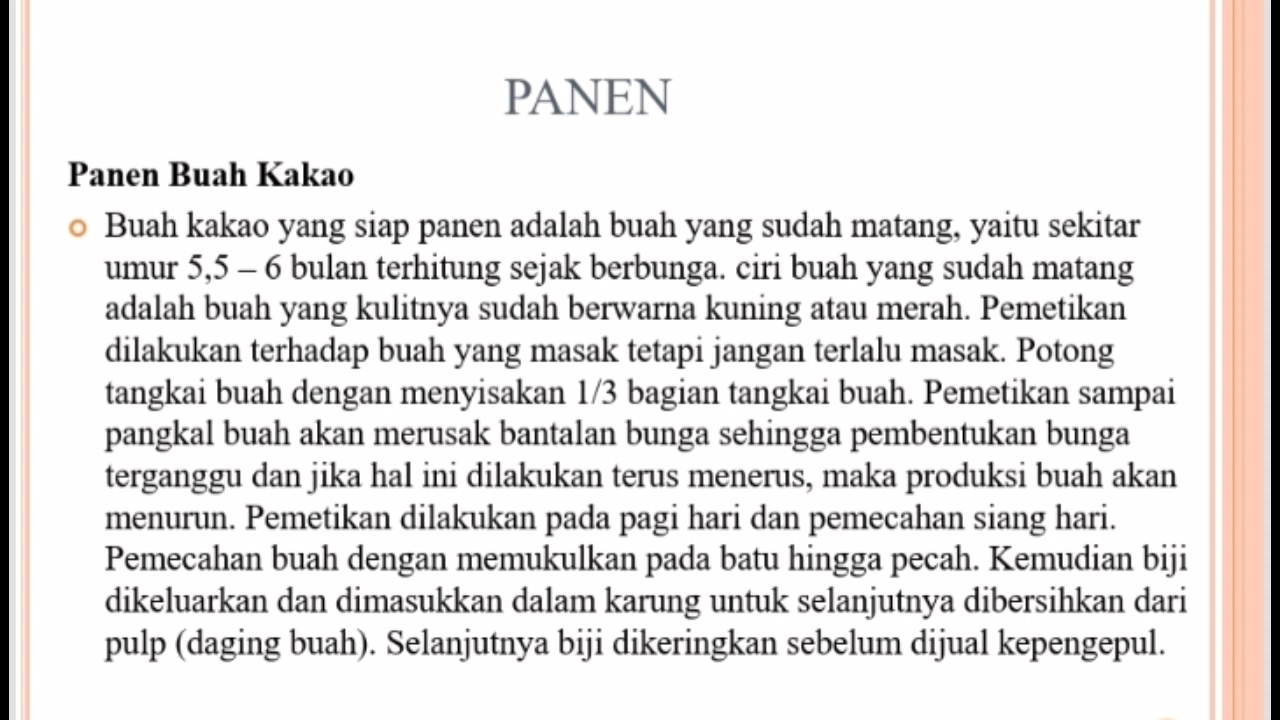 PANEN
Panen Buah Kakao
Buah kakao yang siap panen adalah buah yang sudah matang, yaitu sekitar
umur 5,5 – 6 bulan terhitung sejak berbunga. ciri buah yang sudah matang
adalah buah yang kulitnya sudah berwarna kuning atau merah. Pemetikan
dilakukan terhadap buah yang masak tetapi jangan terlalu masak. Potong
tangkai buah dengan menyisakan 1/3 bagian tangkai buah. Pemetikan sampai
pangkal buah akan merusak bantalan bunga sehingga pembentukan bunga
terganggu dan jika hal ini dilakukan terus menerus, maka produksi buah akan
menurun. Pemetikan dilakukan pada pagi hari dan pemecahan siang hari.
Pemecahan buah dengan memukulkan pada batu hingga pecah. Kemudian biji
dikeluarkan dan dimasukkan dalam karung untuk selanjutnya dibersihkan dari
pulp (daging buah). Selanjutnya biji dikeringkan sebelum dijual kepengepul.